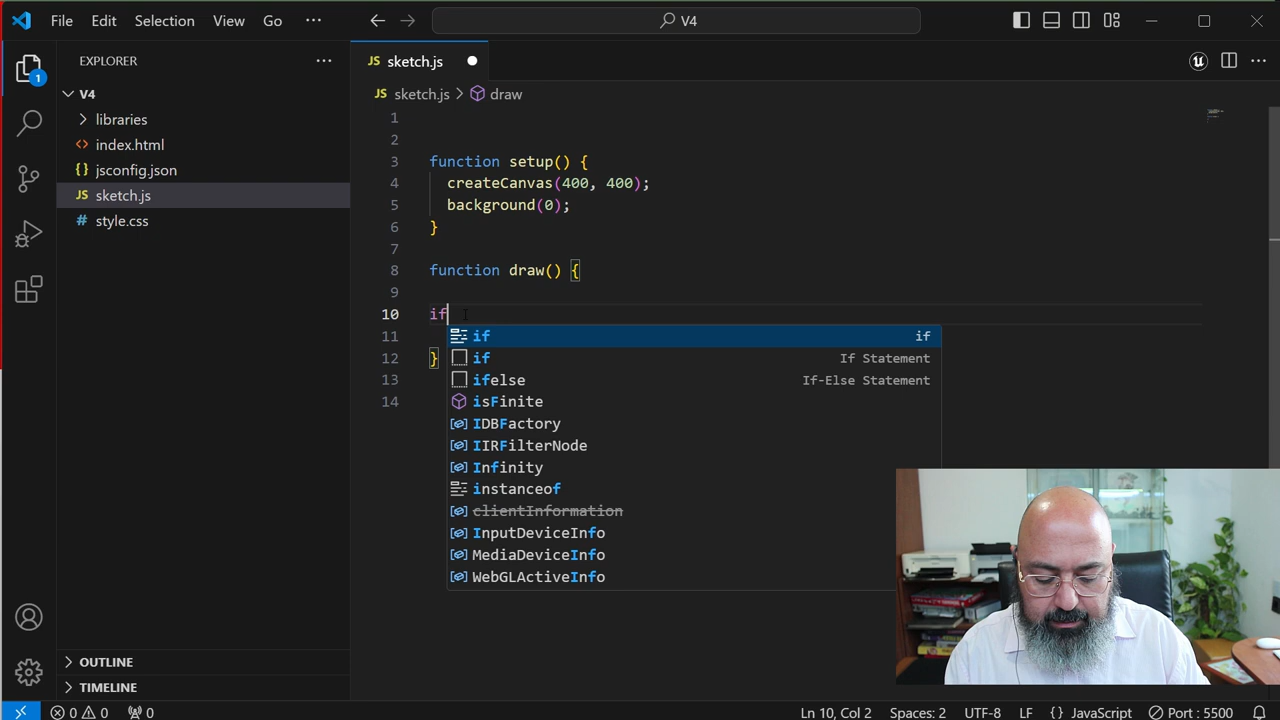 File Edit Selection View Go ··· V4
EXPLORER ···
V4
libraries
index.html
jsconfig.json
sketch.js
style.css
OUTLINE
TIMELINE
1
JS sketch.js
JS sketch.js > draw
1
2
3 function setup() {
4 createCanvas(400, 400);
5 background(0);
6 }
7
8 function draw() {
9
10 if
11
12 }
13
14
if if
if If Statement
ifelse If-Else Statement
isFinite
IDBFactory
IIRFilterNode
Infinity
instanceof
clientInformation
InputDeviceInfo
MediaDeviceInfo
WebGLActiveInfo
0 0 0 Ln 10, Col 2 Spaces: 2 UTF-8 LF {} JavaScript Port : 5500